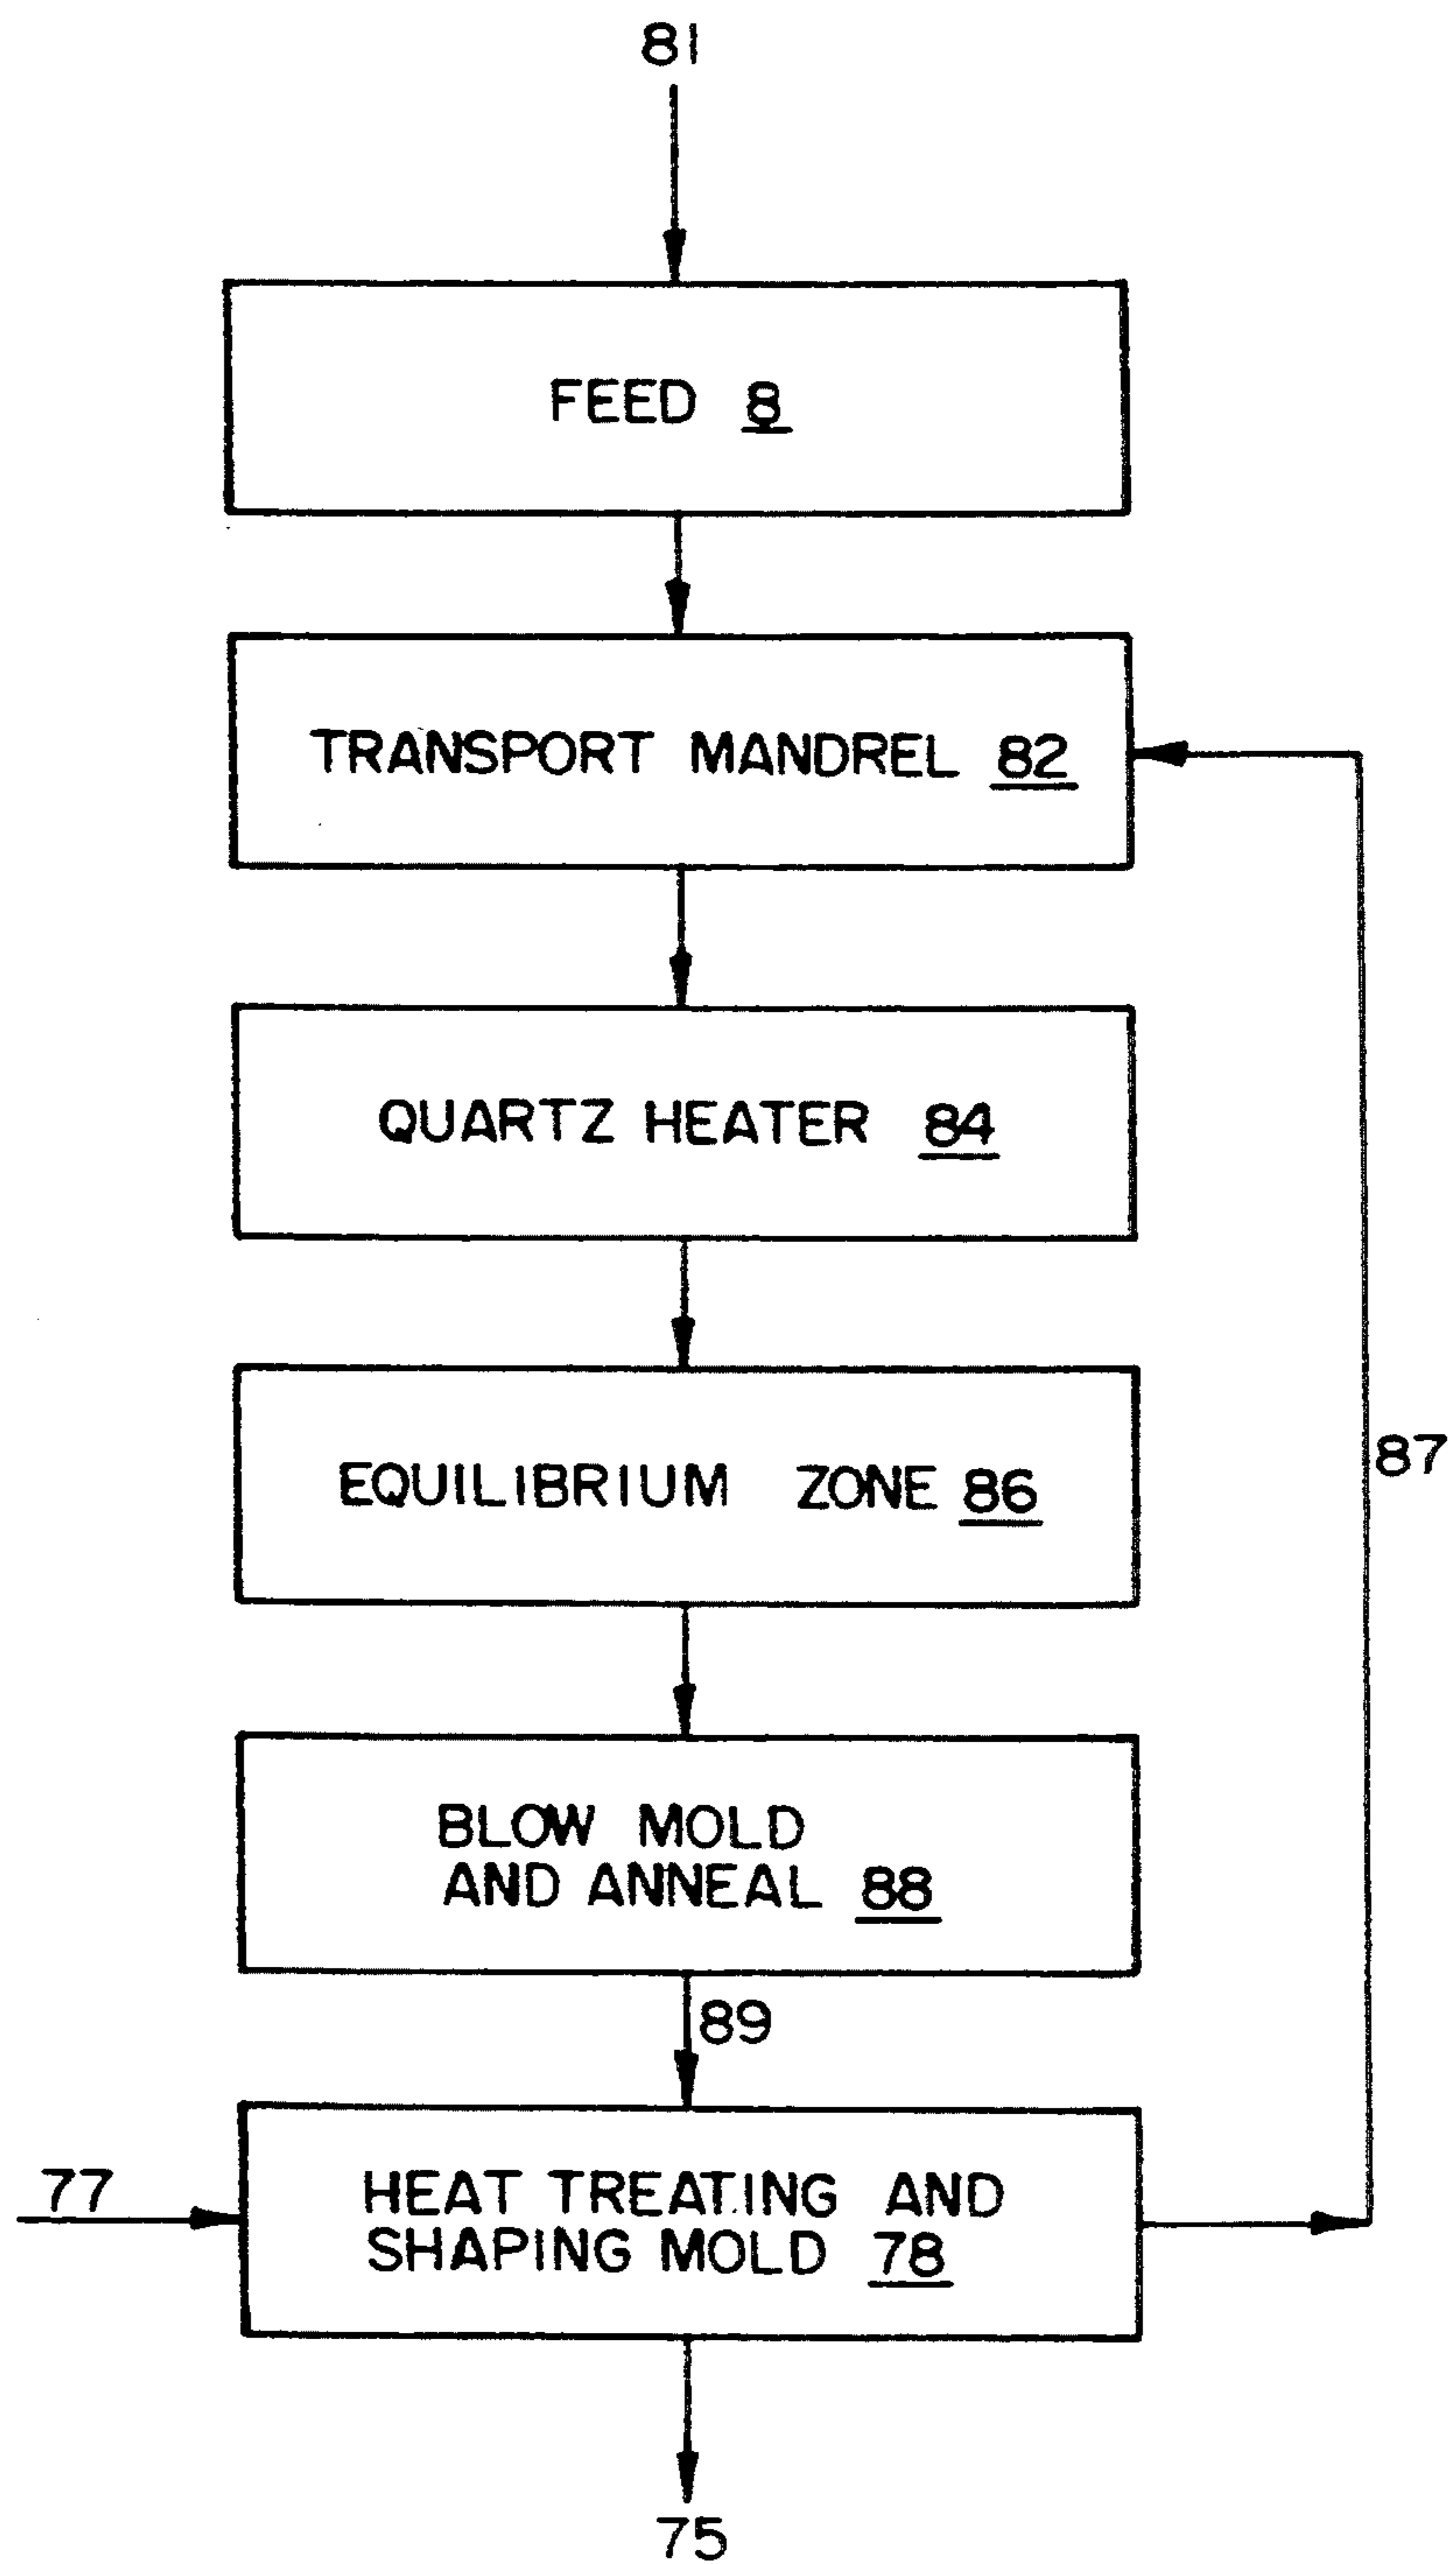 81
FEED 8
TRANSPORT MANDREL 82
QUARTZ HEATER 84
EQUILIBRIUM ZONE 86
87
BLOW MOLD
AND ANNEAL 88
89
77
HEAT TREATING AND
SHAPING MOLD 78
75